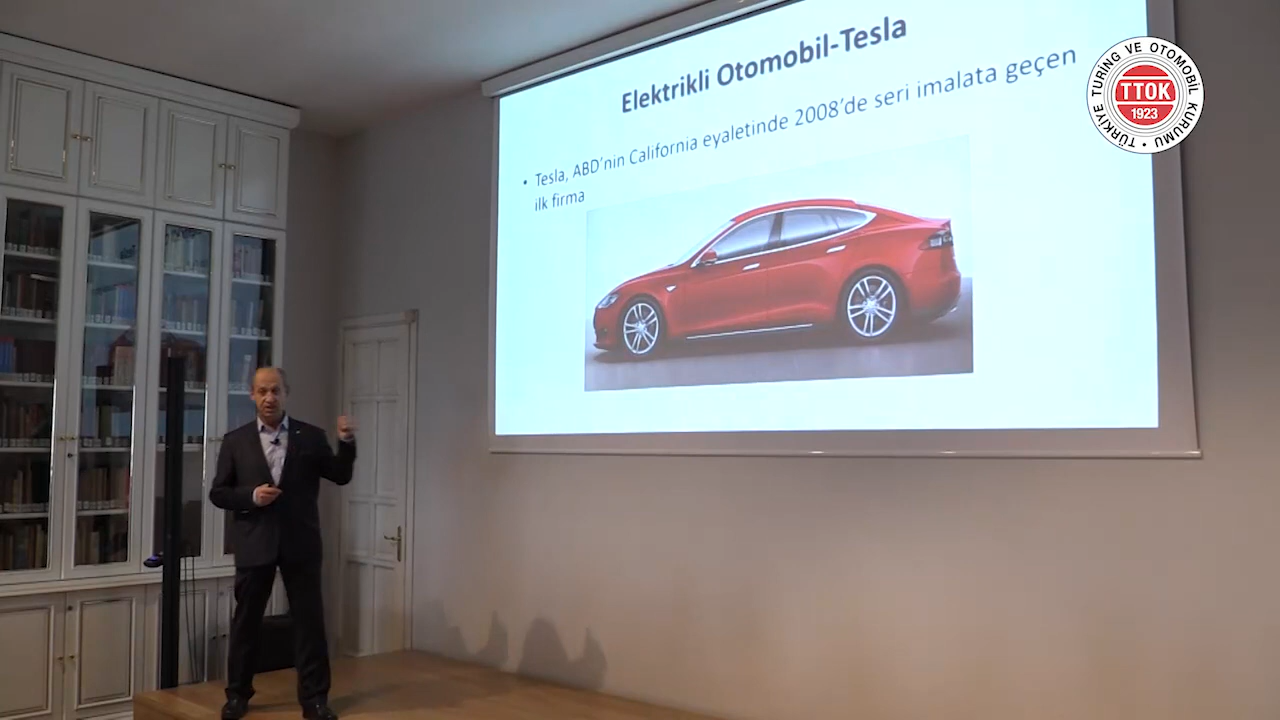 Elektrikli Otomobil-Tesla
• Tesla, ABD'nin California eyaletinde 2008'de seri imalata geçen
ilk firma
TÜRKİYE TURİNG VE OTOMOBİL KURUMU •
TTOK
1923